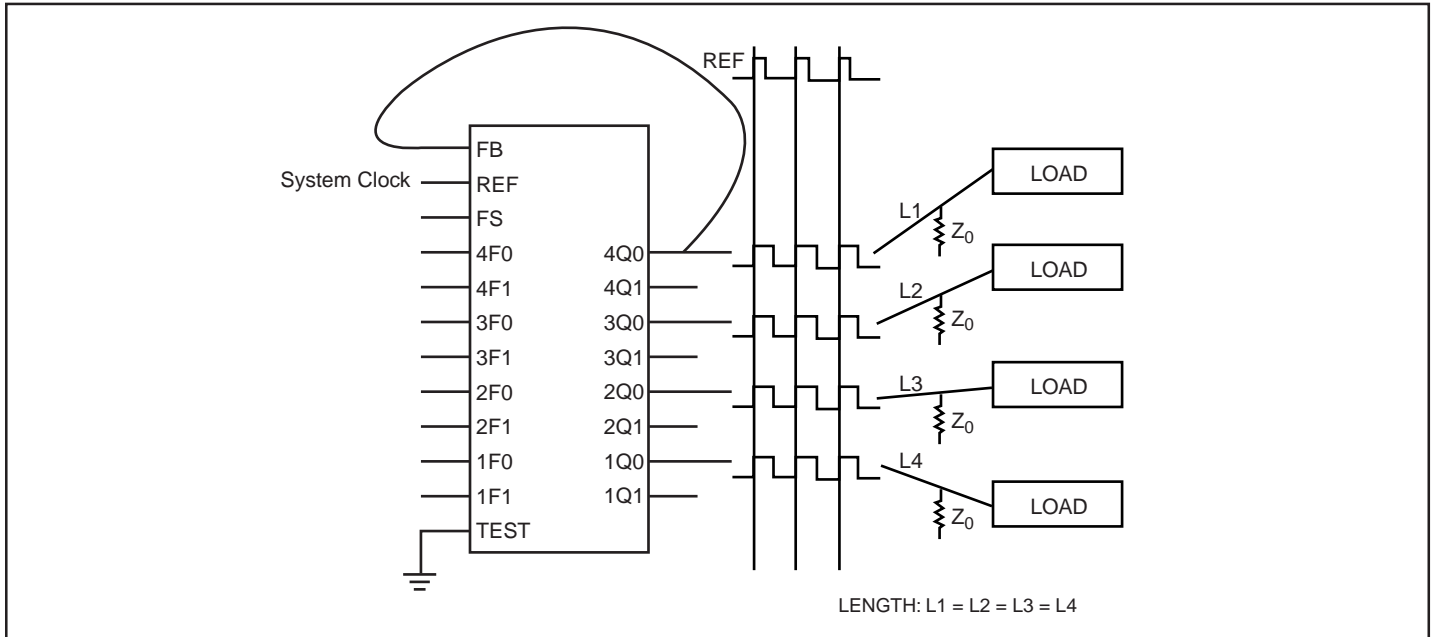 REF
FB
System Clock
REF
FS
4F0
4F1
3F0
3F1
2F0
2F1
1F0
1F1
TEST
4Q0
4Q1
3Q0
3Q1
2Q0
2Q1
1Q0
1Q1
L1
Z0
LOAD
L2
Z0
LOAD
L3
Z0
LOAD
L4
Z0
LOAD
LENGTH: L1 = L2 = L3 = L4